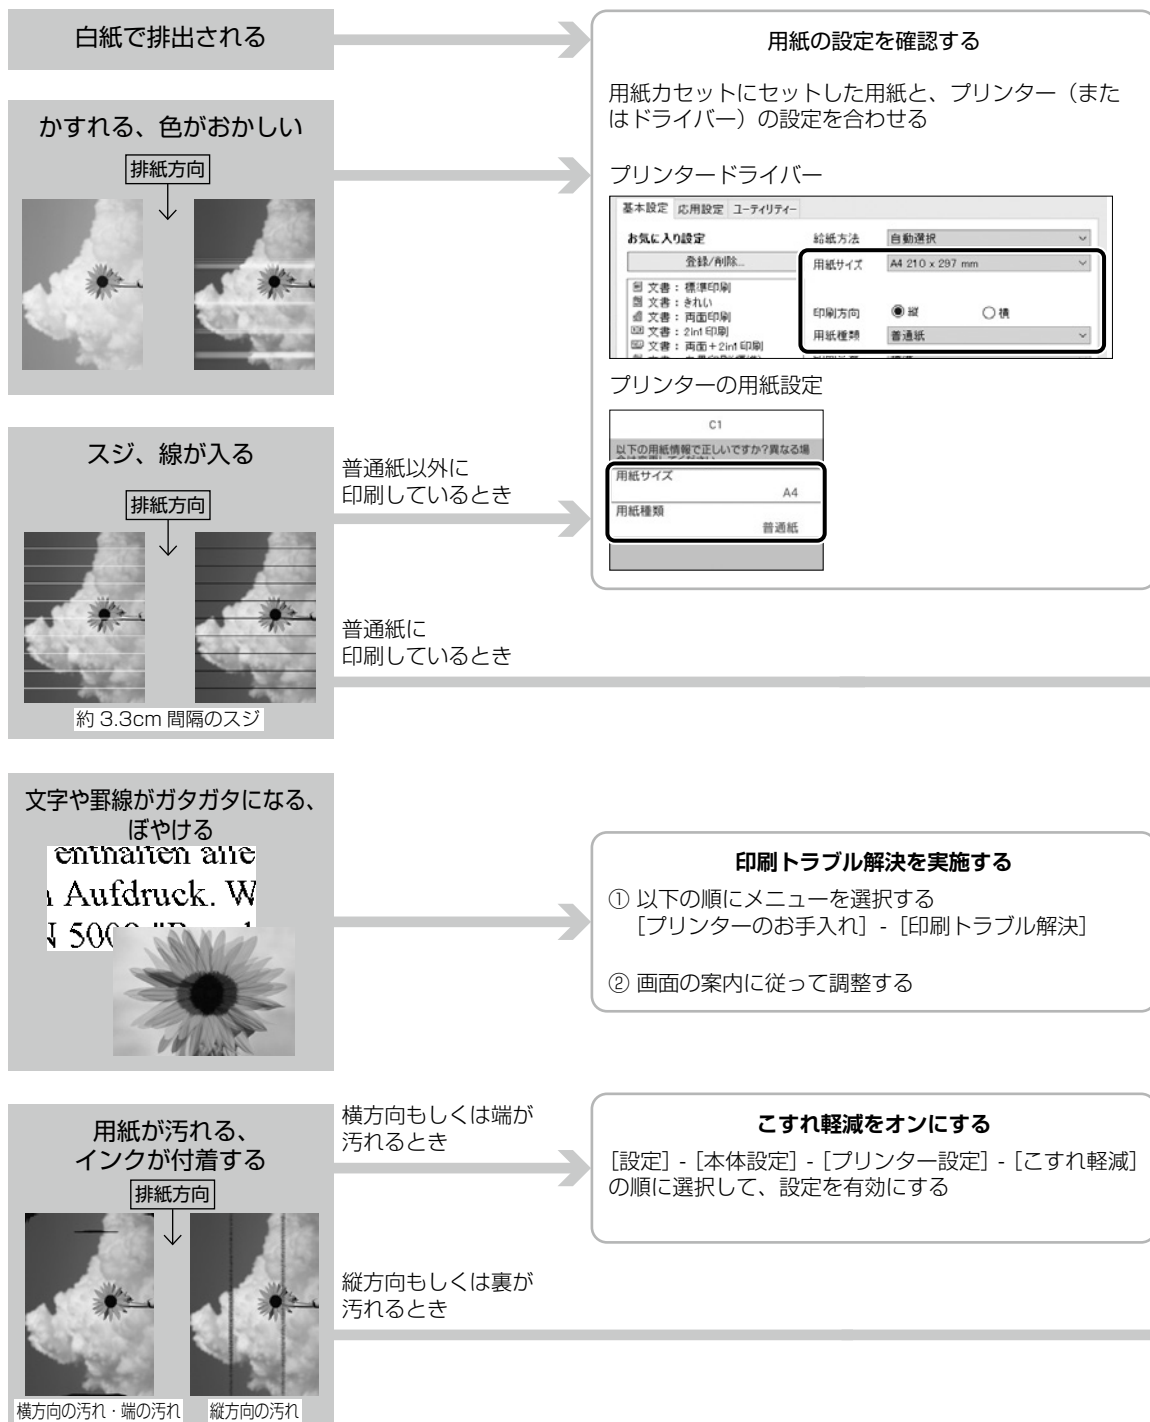 白紙で排出される
用紙の設定を確認する
用紙カセットにセットした用紙と、プリンター（また
はドライバー）の設定を合わせる
プリンタードライバー
基本設定 応用設定 ユーティリティー
お気に入り設定
登録/削除...
文書：標準印刷
文書：きれい
文書：両面印刷
文書：2in1 印刷
文書：両面+2in1 印刷
給紙方法 自動選択
用紙サイズ A4 210 x 297 mm
印刷方向 縦 横
用紙種類 普通紙
プリンターの用紙設定
C1
以下の用紙情報で正しいですか?異なる場
用紙サイズ
A4
用紙種類
普通紙
かすれる、色がおかしい
排紙方向
スジ、線が入る
排紙方向
約 3.3cm 間隔のスジ
普通紙以外に
印刷しているとき
普通紙に
印刷しているとき
文字や罫線がガタガタになる、
ぼやける
enthalten alle
Aufdruck. W
印刷トラブル解決を実施する
① 以下の順にメニューを選択する
［プリンターのお手入れ］-［印刷トラブル解決］
② 画面の案内に従って調整する
用紙が汚れる、
インクが付着する
排紙方向
横方向の汚れ・端の汚れ 縦方向の汚れ
横方向もしくは端が
汚れるとき
こすれ軽減をオンにする
［設定］-［本体設定］-［プリンター設定］-［こすれ軽減］
の順に選択して、設定を有効にする
縦方向もしくは裏が
汚れるとき